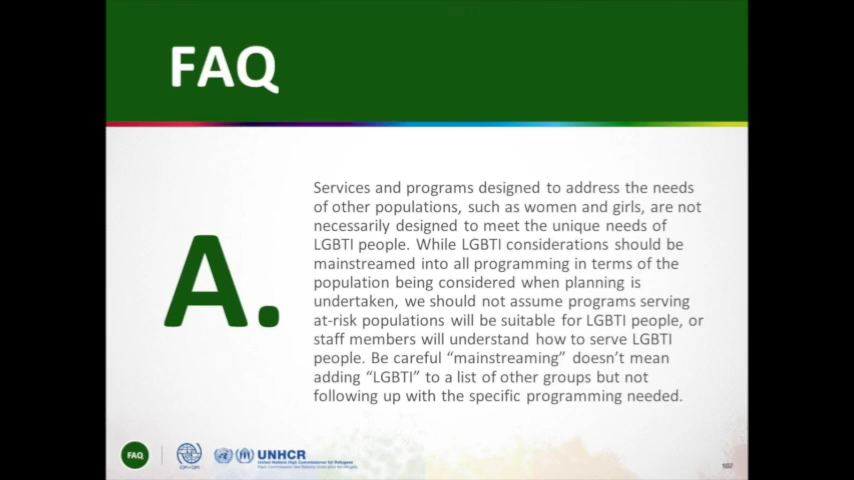 FAQ
A.
Services and programs designed to address the needs
of other populations, such as women and girls, are not
necessarily designed to meet the unique needs of
LGBTI people. While LGBTI considerations should be
mainstreamed into all programming in terms of the
population being considered when planning is
undertaken, we should not assume programs serving
at-risk populations will be suitable for LGBTI people, or
staff members will understand how to serve LGBTI
people. Be careful “mainstreaming” doesn’t mean
adding “LGBTI” to a list of other groups but not
following up with the specific programming needed.
FAQ
UNHCR
United Nations High Commissioner for Refugees